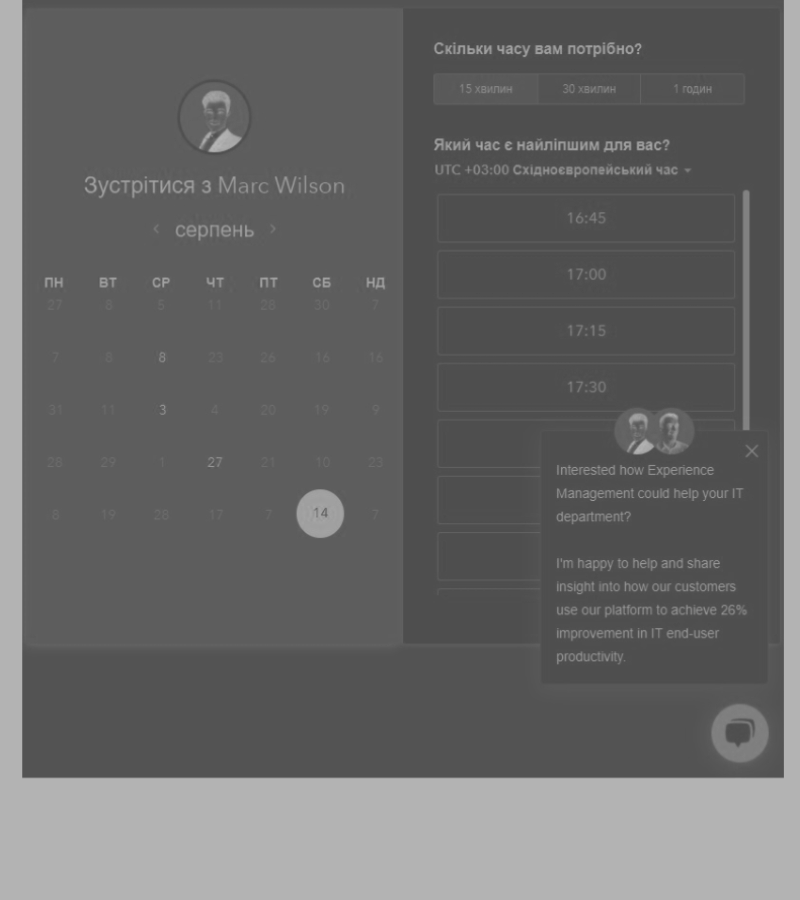 Зустрітися з Marc Wilson
серпень
ПН ВТ СР ЧТ ПТ СБ НД
27 8 5 11 28 30 7
7 8 8 23 26 16 16
31 11 3 4 20 19 9
28 29 1 27 21 10 23
8 19 28 17 7 14 7
Скільки часу вам потрібно?
15 хвилин 30 хвилин 1 годин
Який час є найліпшим для вас?
UTC +03:00 Східноєвропейський час
16:45
17:00
17:15
17:30
Interested how Experience
Management could help your IT
department?
I'm happy to help and share
insight into how our customers
use our platform to achieve 26%
improvement in IT end-user
productivity.